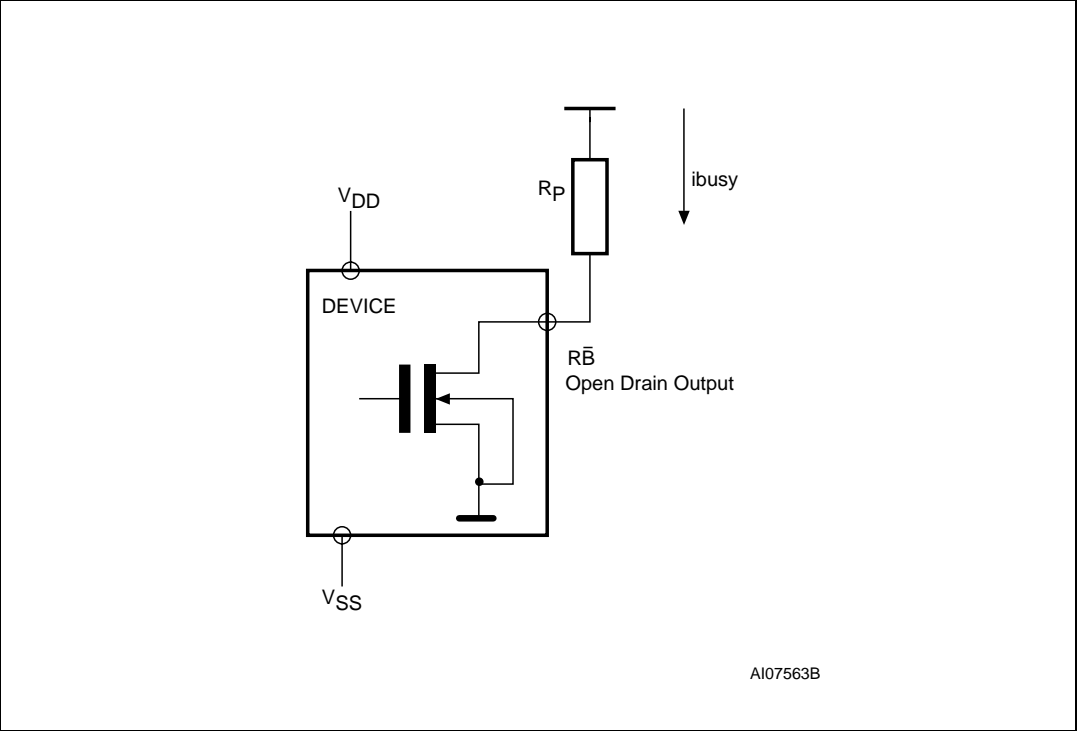 RP
ibusy
VDD
DEVICE
RB̅
Open Drain Output
VSS
AI07563B